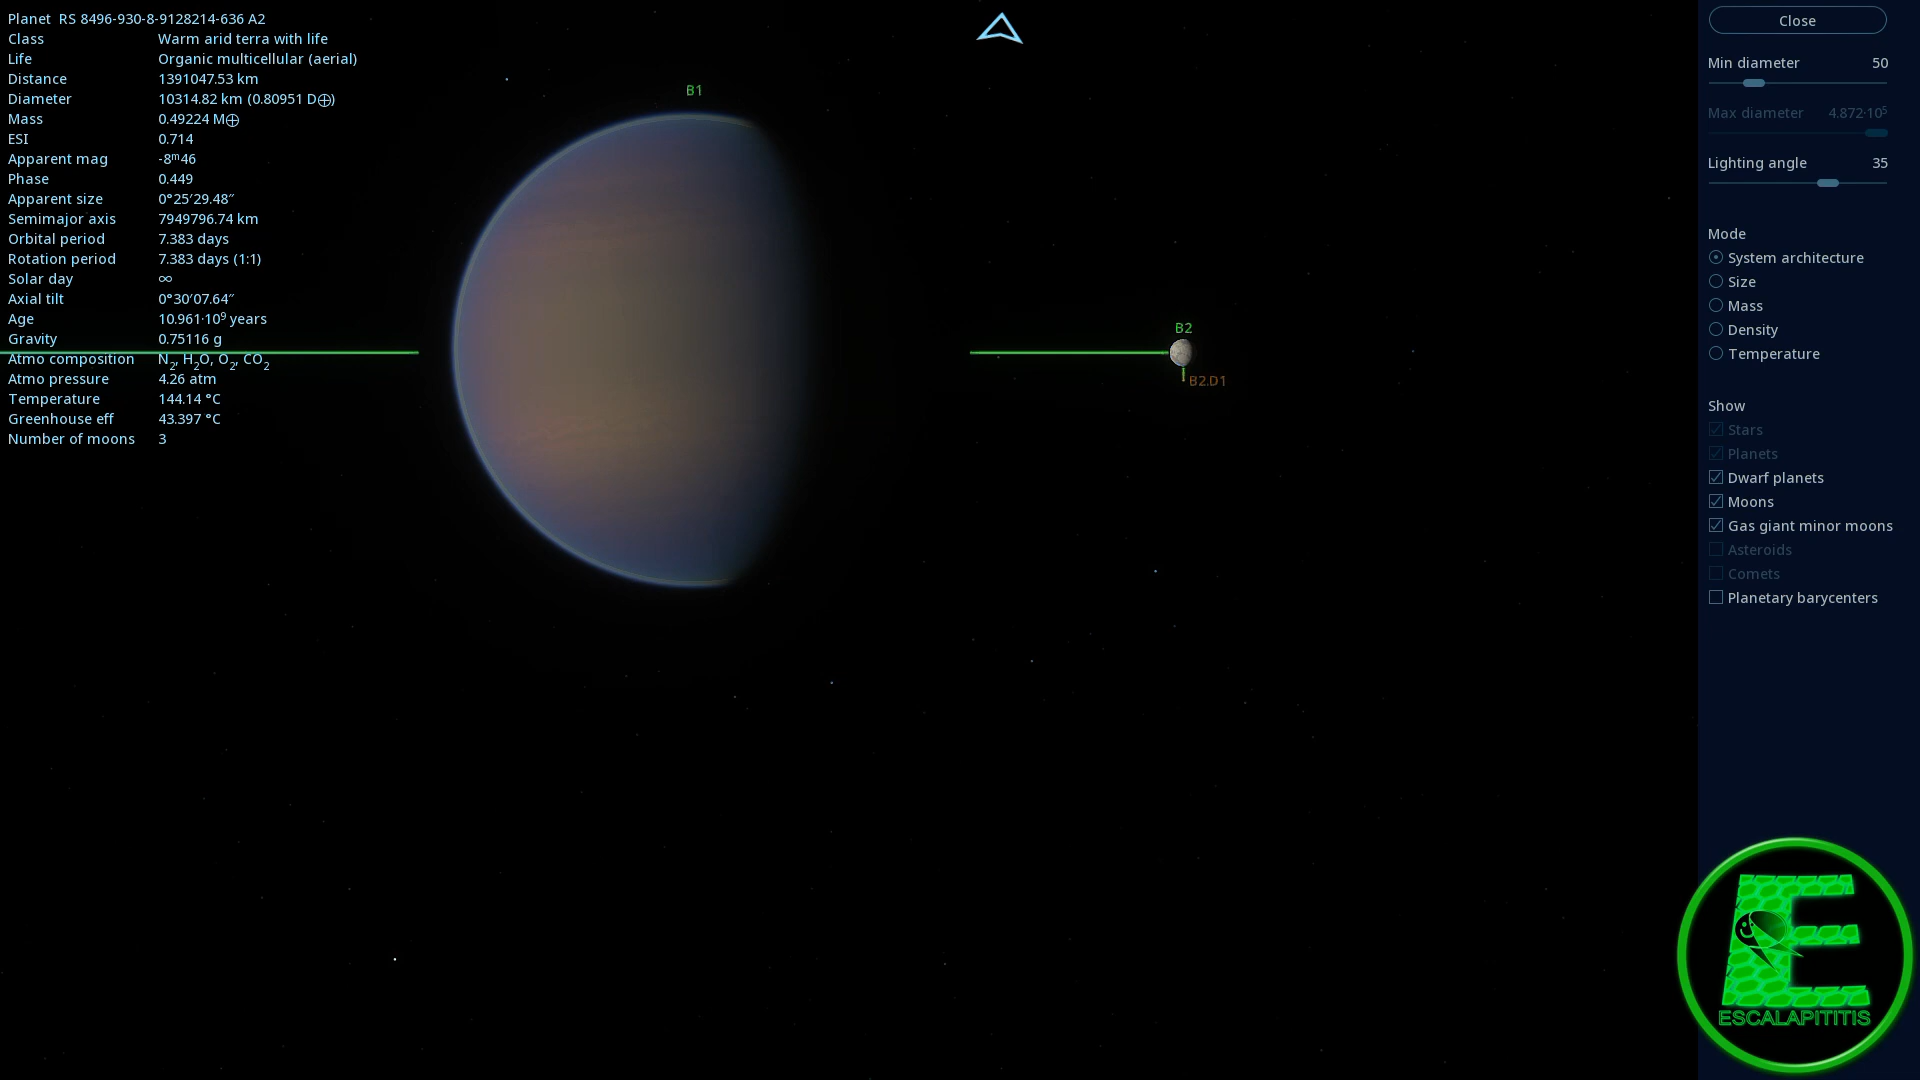 Planet RS 8496-930-8-9128214-636 A2
Class Warm arid terra with life
Life Organic multicellular (aerial)
Distance 1391047.53 km
Diameter 10314.82 km (0.80951 D⊕)
Mass 0.49224 M⊕
ESI 0.714
Apparent mag -8ᵐ46
Phase 0.449
Apparent size 0°25′29.48″
Semimajor axis 7949796.74 km
Orbital period 7.383 days
Rotation period 7.383 days (1:1)
Solar day ∞
Axial tilt 0°30′07.64″
Age 10.961·10⁹ years
Gravity 0.75116 g
Atmo composition N₂, H₂O, O₂, CO₂
Atmo pressure 4.26 atm
Temperature 144.14 °C
Greenhouse eff 43.397 °C
Number of moons 3
B1
B2
B2.D1
Close
Min diameter 50
Max diameter 4.872·10⁵
Lighting angle 35
Mode
System architecture
Size
Mass
Density
Temperature
Show
Stars
Planets
Dwarf planets
Moons
Gas giant minor moons
Asteroids
Comets
Planetary barycenters
E
ESCALAPITITIS